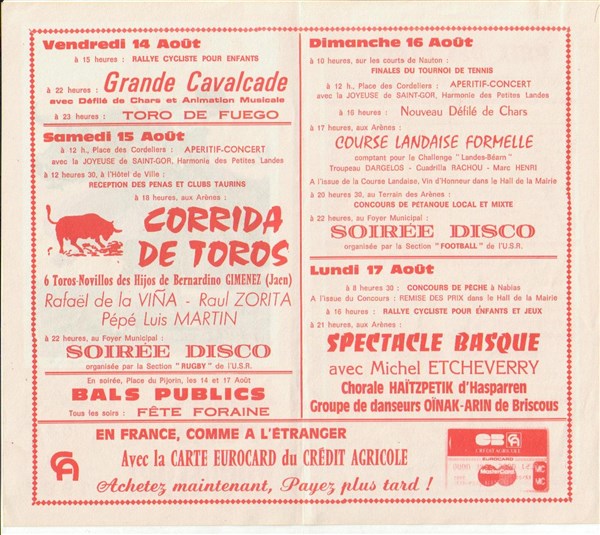 Vendredi 14 Août
à 15 heures : RALLYE CYCLISTE POUR ENFANTS
à 22 heures : Grande Cavalcade
avec Défilé de Chars et Animation Musicale
à 23 heures : TORO DE FUEGO
Samedi 15 Août
à 12 h., Place des Cordeliers : APERITIF-CONCERT
avec la JOYEUSE de SAINT-GOR, Harmonie des Petites Landes
à 12 heures 30, à l'Hôtel de Ville :
RECEPTION DES PENAS ET CLUBS TAURINS
à 18 heures, aux Arènes :
CORRIDA
DE TOROS
6 Toros-Novillos des Hijos de Bernardino GIMENEZ (Jaen)
Rafaël de la VIÑA - Raul ZORITA
Pépé Luis MARTIN
à 22 heures, au Foyer Municipal :
SOIRÉE DISCO
organisée par la Section "RUGBY" de l'U.S.R.
En soirée, Place du Pijorin, les 14 et 17 Août
BALS PUBLICS
Tous les soirs : FÊTE FORAINE
Dimanche 16 Août
à 10 heures, sur les courts de Nauton :
FINALES DU TOURNOI DE TENNIS
à 12 h., Place des Cordeliers : APERITIF-CONCERT
avec la JOYEUSE de SAINT-GOR, Harmonie des Petites Landes
à 16 heures : Nouveau Défilé de Chars
à 17 heures, aux Arènes :
COURSE LANDAISE FORMELLE
comptant pour le Challenge "Landes-Béarn"
Troupeau DARGELOS - Cuadrilla RACHOU - Marc HENRI
A l'issue de la Course Landaise, Vin d'Honneur dans le Hall de la Mairie
à 20 heures 30, au Terrain des Arènes :
CONCOURS DE PETANQUE LOCAL ET MIXTE
à 22 heures, au Foyer Municipal :
SOIRÉE DISCO
organisée par la Section "FOOTBALL" de l'U.S.R.
Lundi 17 Août
à 8 heures 30 : CONCOURS DE PÊCHE à Nabias
A l'issue du Concours : REMISE DES PRIX dans le Hall de la Mairie
à 16 heures : RALLYE CYCLISTE POUR ENFANTS ET JEUX
à 21 heures, aux Arènes :
SPECTACLE BASQUE
avec Michel ETCHEVERRY
Chorale HAÏTZPETIK d'Hasparren
Groupe de danseurs OÏNAK-ARIN de Briscous
EN FRANCE, COMME A L'ÉTRANGER
Avec la CARTE EUROCARD du CRÉDIT AGRICOLE
Achetez maintenant, Payez plus tard !
CB CA
CRÉDIT AGRICOLE
EUROCARD
MasterCard